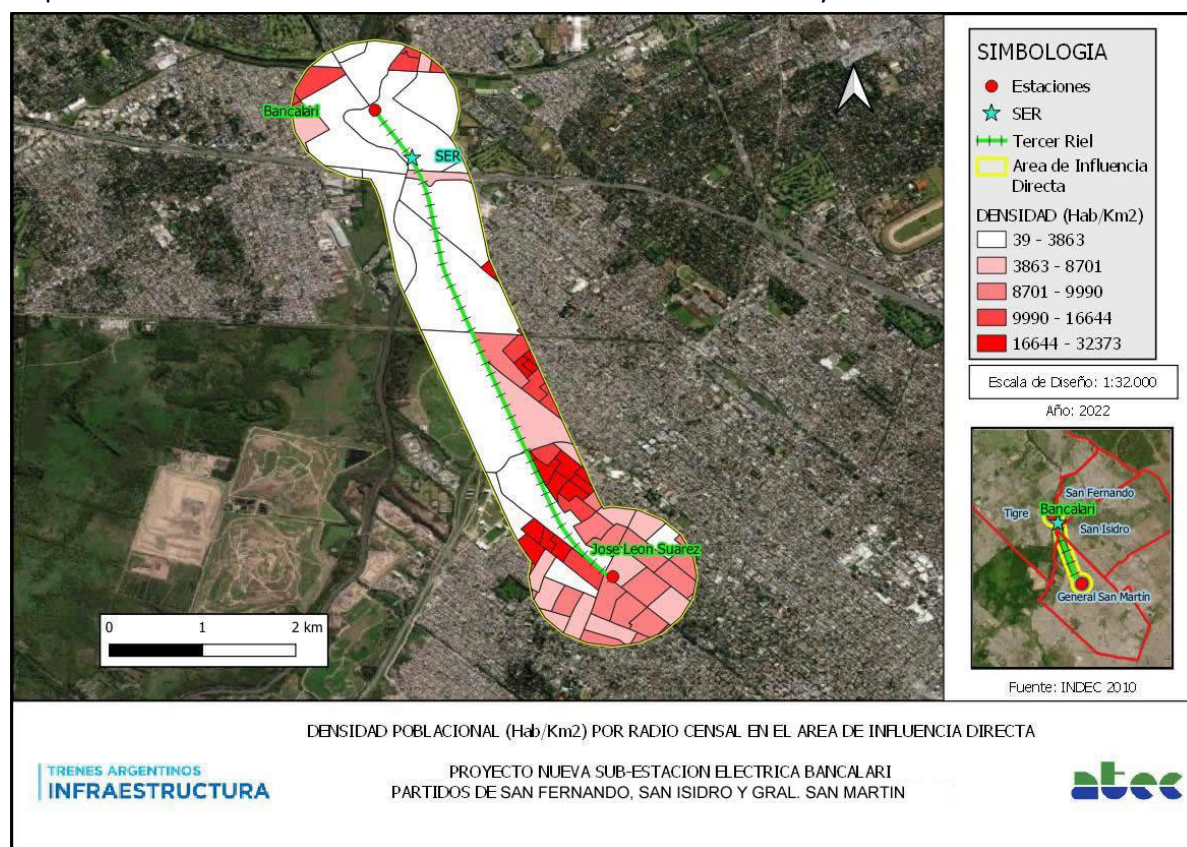 Bancalari
SER
Jose Leon Suarez
0 1 2 km
SIMBOLOGIA
Estaciones
SER
Tercer Riel
Area de Influencia
Directa
DENSIDAD (Hab/Km2)
39 - 3863
3863 - 8701
8701 - 9990
9990 - 16644
16644 - 32373
Escala de Diseño: 1:32.000
Año: 2022
San Fernando
Tigre
Bancalari
San Isidro
General San Martín
Fuente: INDEC 2010
DENSIDAD POBLACIONAL (Hab/Km2) POR RADIO CENSAL EN EL AREA DE INFLUENCIA DIRECTA
TRENES ARGENTINOS
INFRAESTRUCTURA
PROYECTO NUEVA SUB-ESTACION ELECTRICA BANCALARI
PARTIDOS DE SAN FERNANDO, SAN ISIDRO Y GRAL. SAN MARTIN
atec